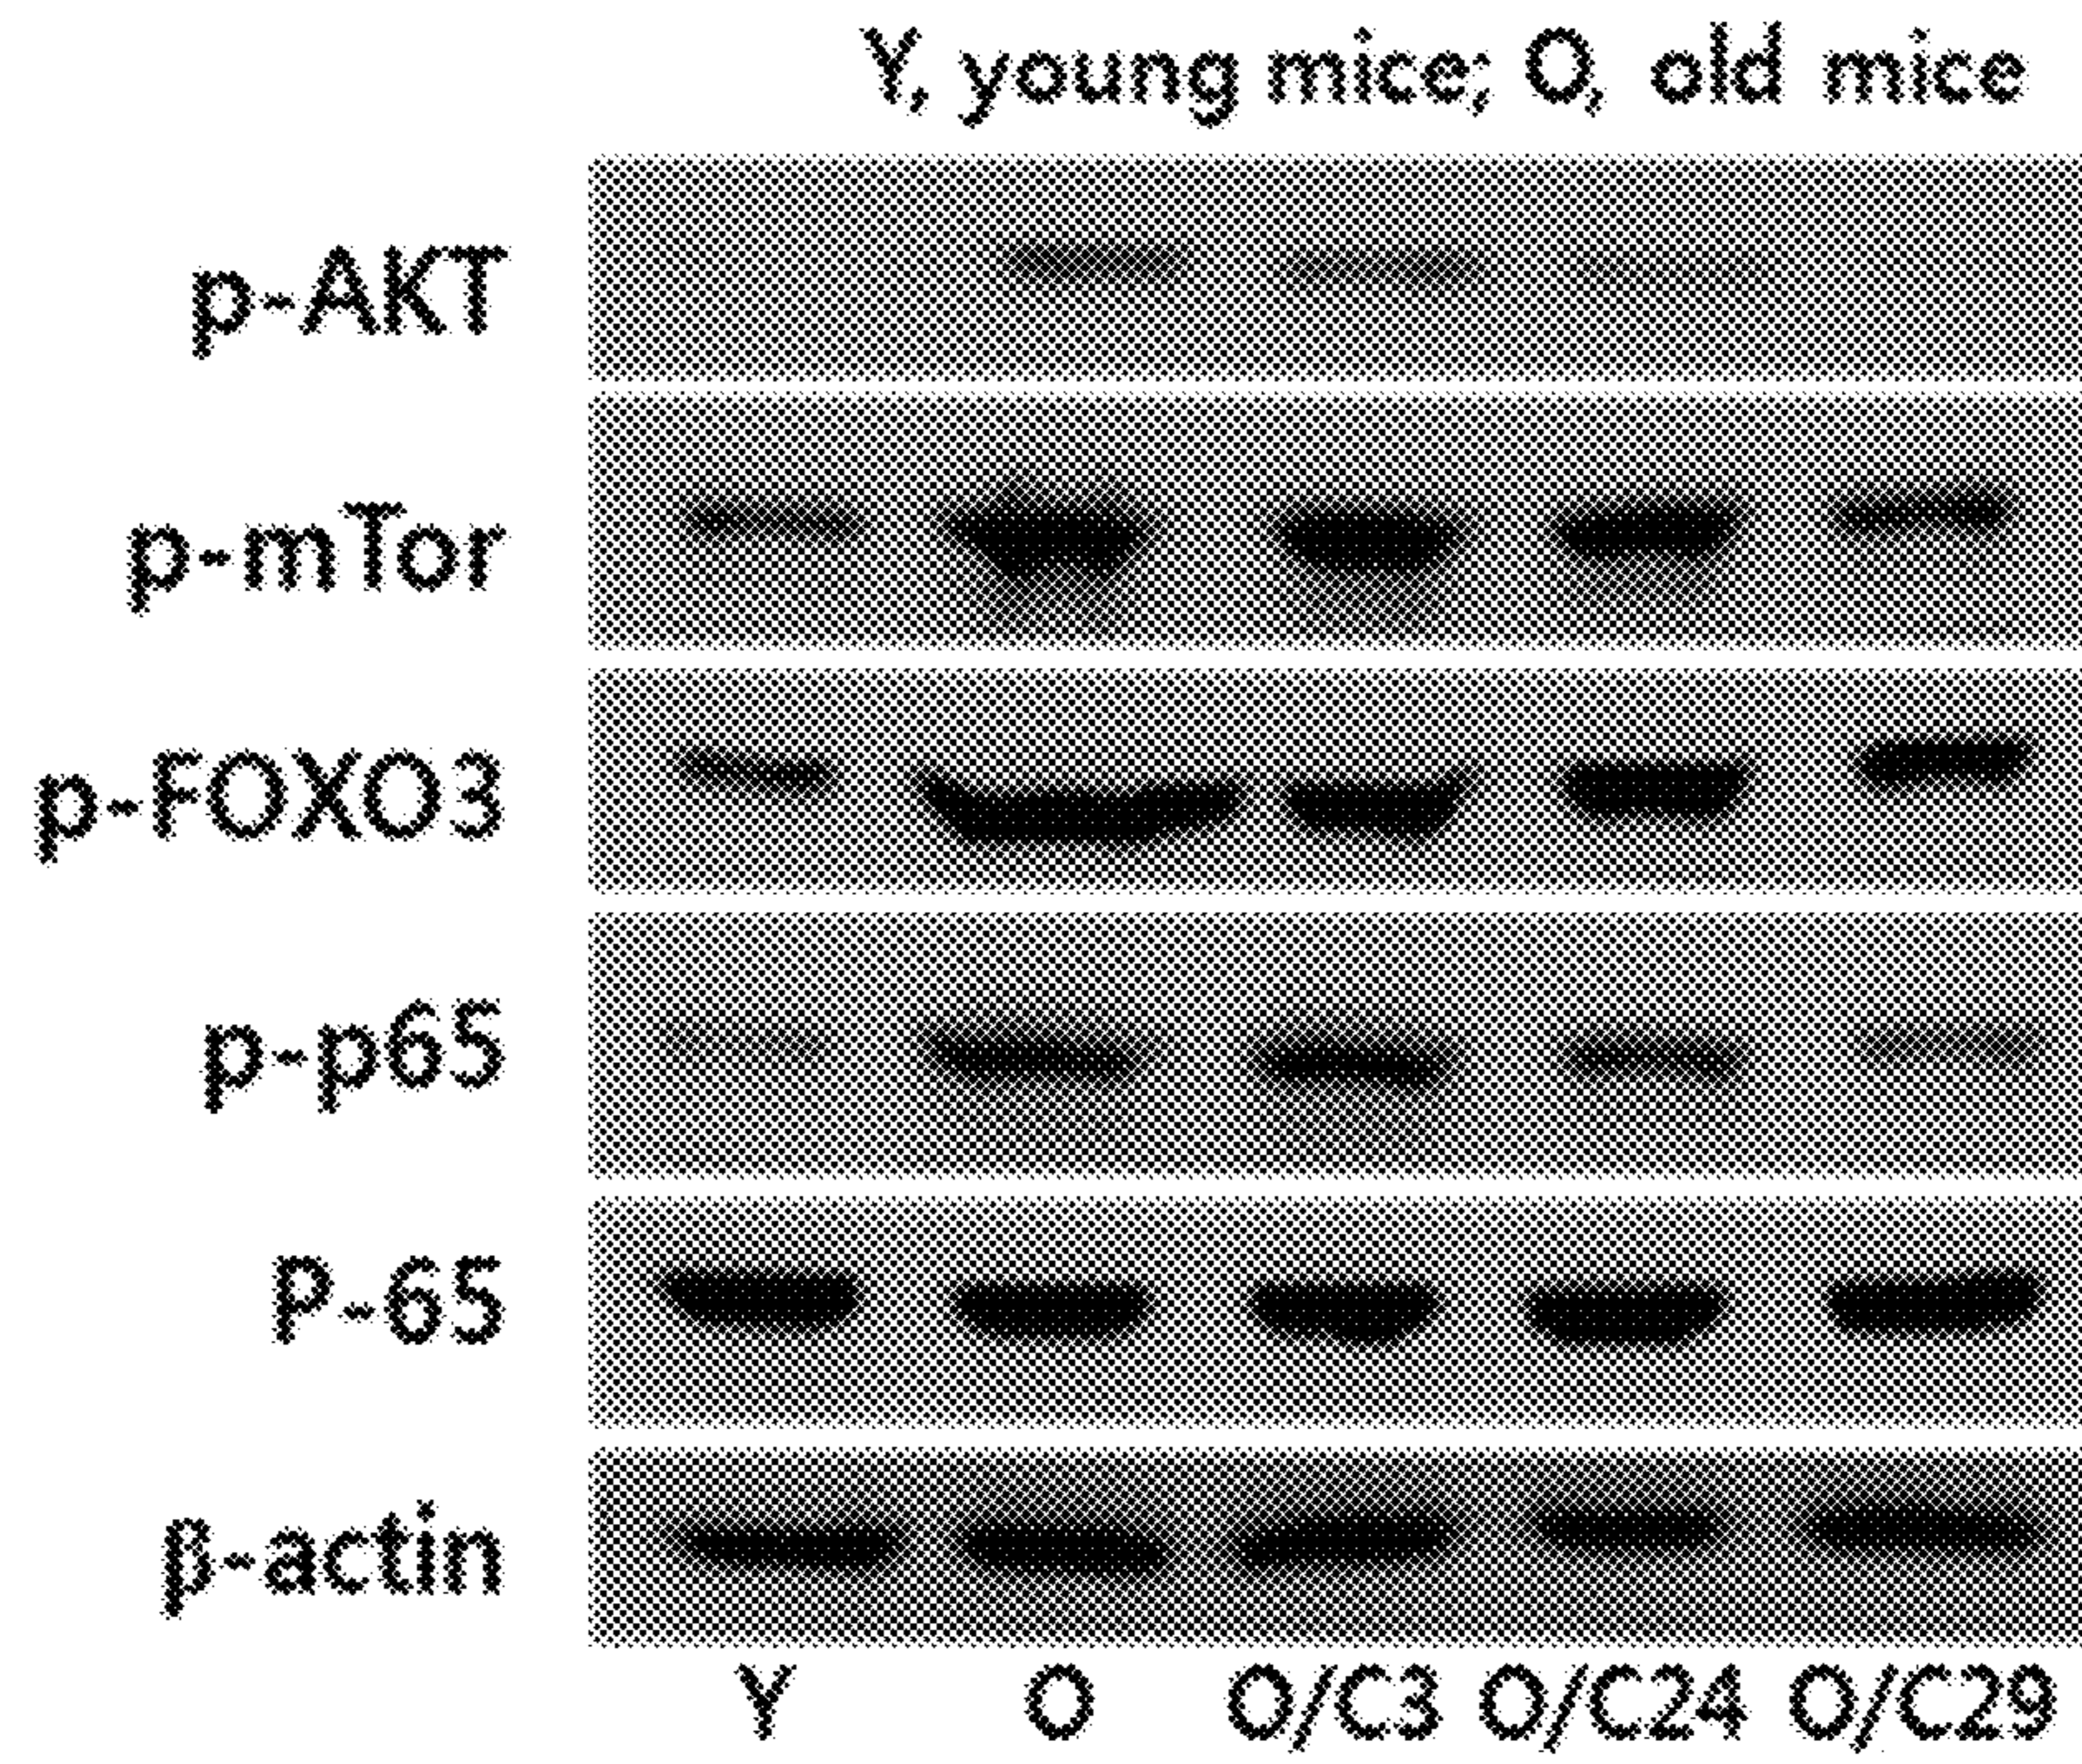 Y, young mice; O, old mice
p-AKT
p-mTor
p-FOXO3
p-p65
P-65
β-actin
Y O O/C3 O/C24 O/C29